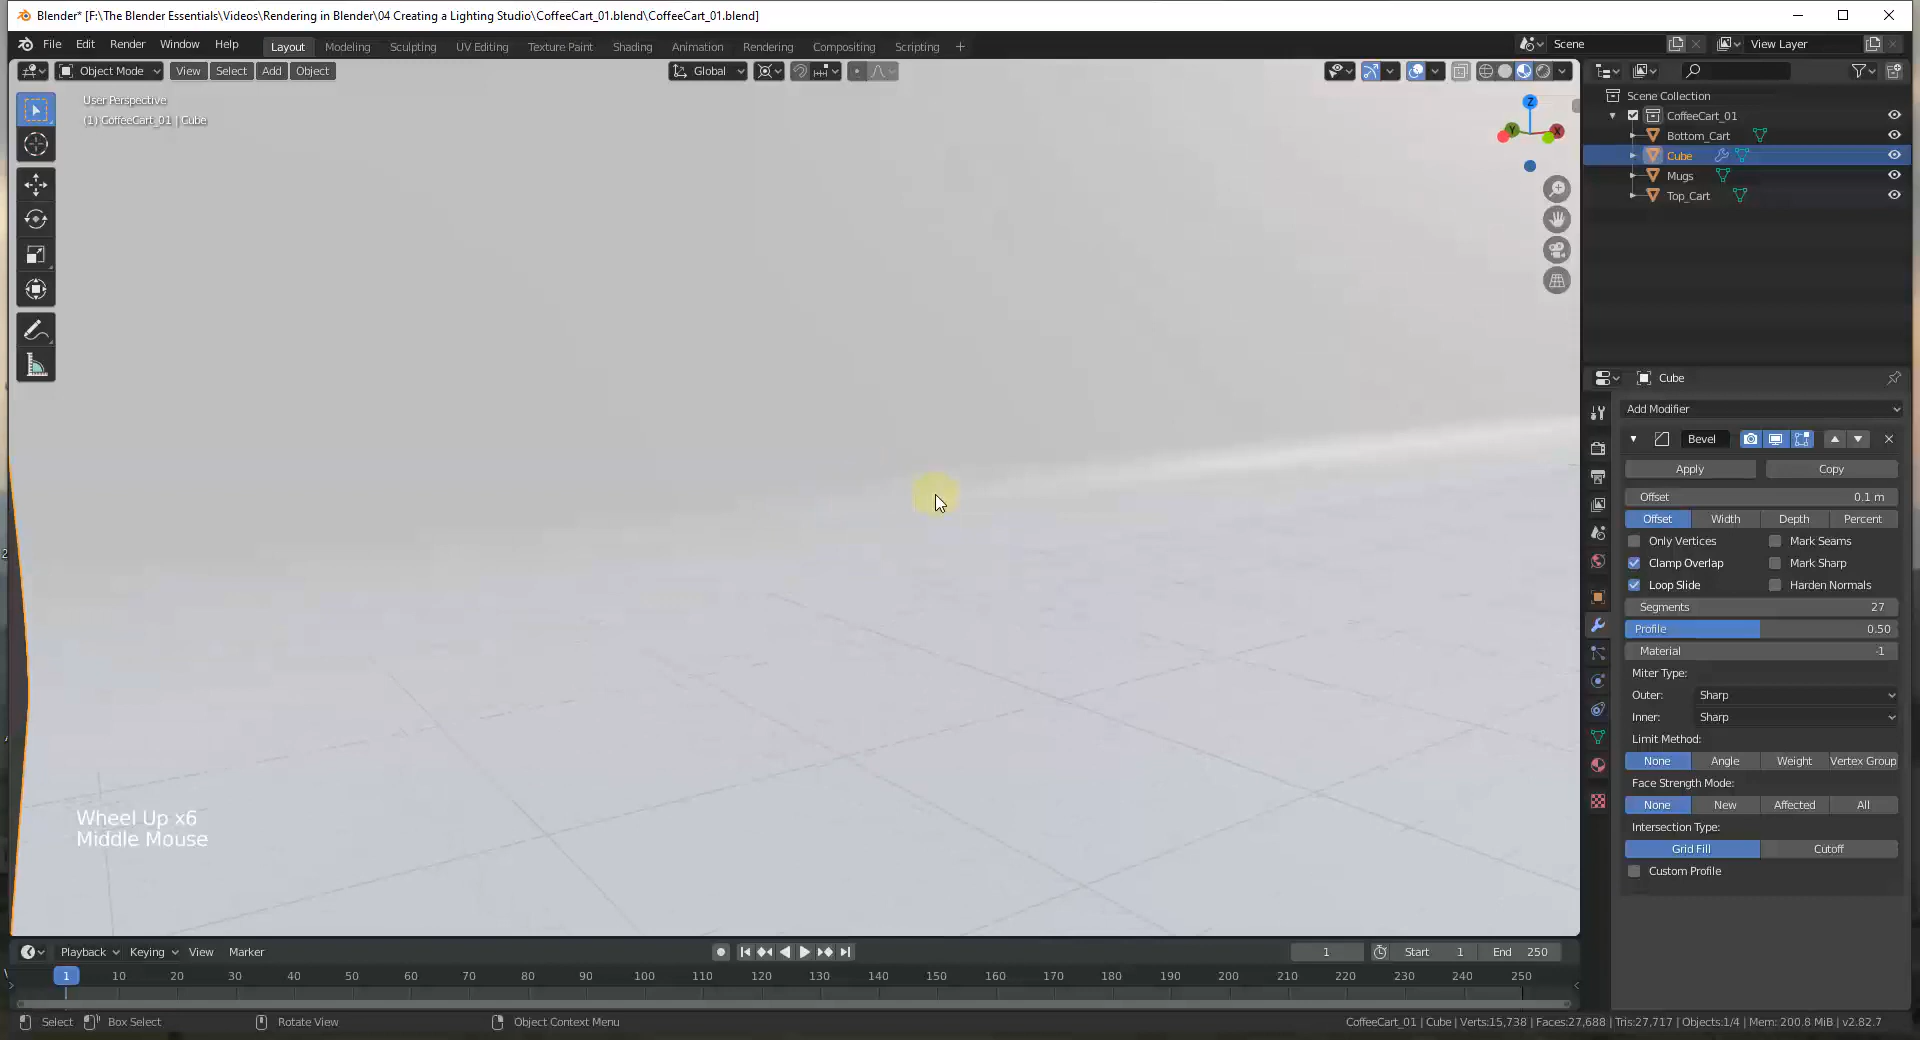 Blender* [F:\The Blender Essentials\Videos\Rendering in Blender\04 Creating a Lighting Studio\CoffeeCart_01.blend\CoffeeCart_01.blend]
File Edit Render Window Help Layout Modeling Sculpting UV Editing Texture Paint Shading Animation Rendering Compositing Scripting + Scene View Layer
Object Mode View Select Add Object Global
User Perspective
(1) CoffeeCart_01 | Cube
Z
Y X
Scene Collection
CoffeeCart_01
Bottom_Cart
Cube
Mugs
Top_Cart
Cube
Add Modifier
Bevel
Apply Copy
Offset 0.1 m
Offset Width Depth Percent
Only Vertices Mark Seams
Clamp Overlap Mark Sharp
Loop Slide Harden Normals
Segments 27
Profile 0.50
Material -1
Miter Type:
Outer: Sharp
Inner: Sharp
Limit Method:
None Angle Weight Vertex Group
Face Strength Mode:
None New Affected All
Intersection Type:
Grid Fill Cutoff
Custom Profile
Wheel Up x6
Middle Mouse
Playback Keying View Marker 1 Start 1 End 250
1 10 20 30 40 50 60 70 80 90 100 110 120 130 140 150 160 170 180 190 200 210 220 230 240 250
Select Box Select Rotate View Object Context Menu CoffeeCart_01 | Cube | Verts:15,738 | Faces:27,688 | Tris:27,717 | Objects:1/4 | Mem: 200.8 MiB | v2.82.7